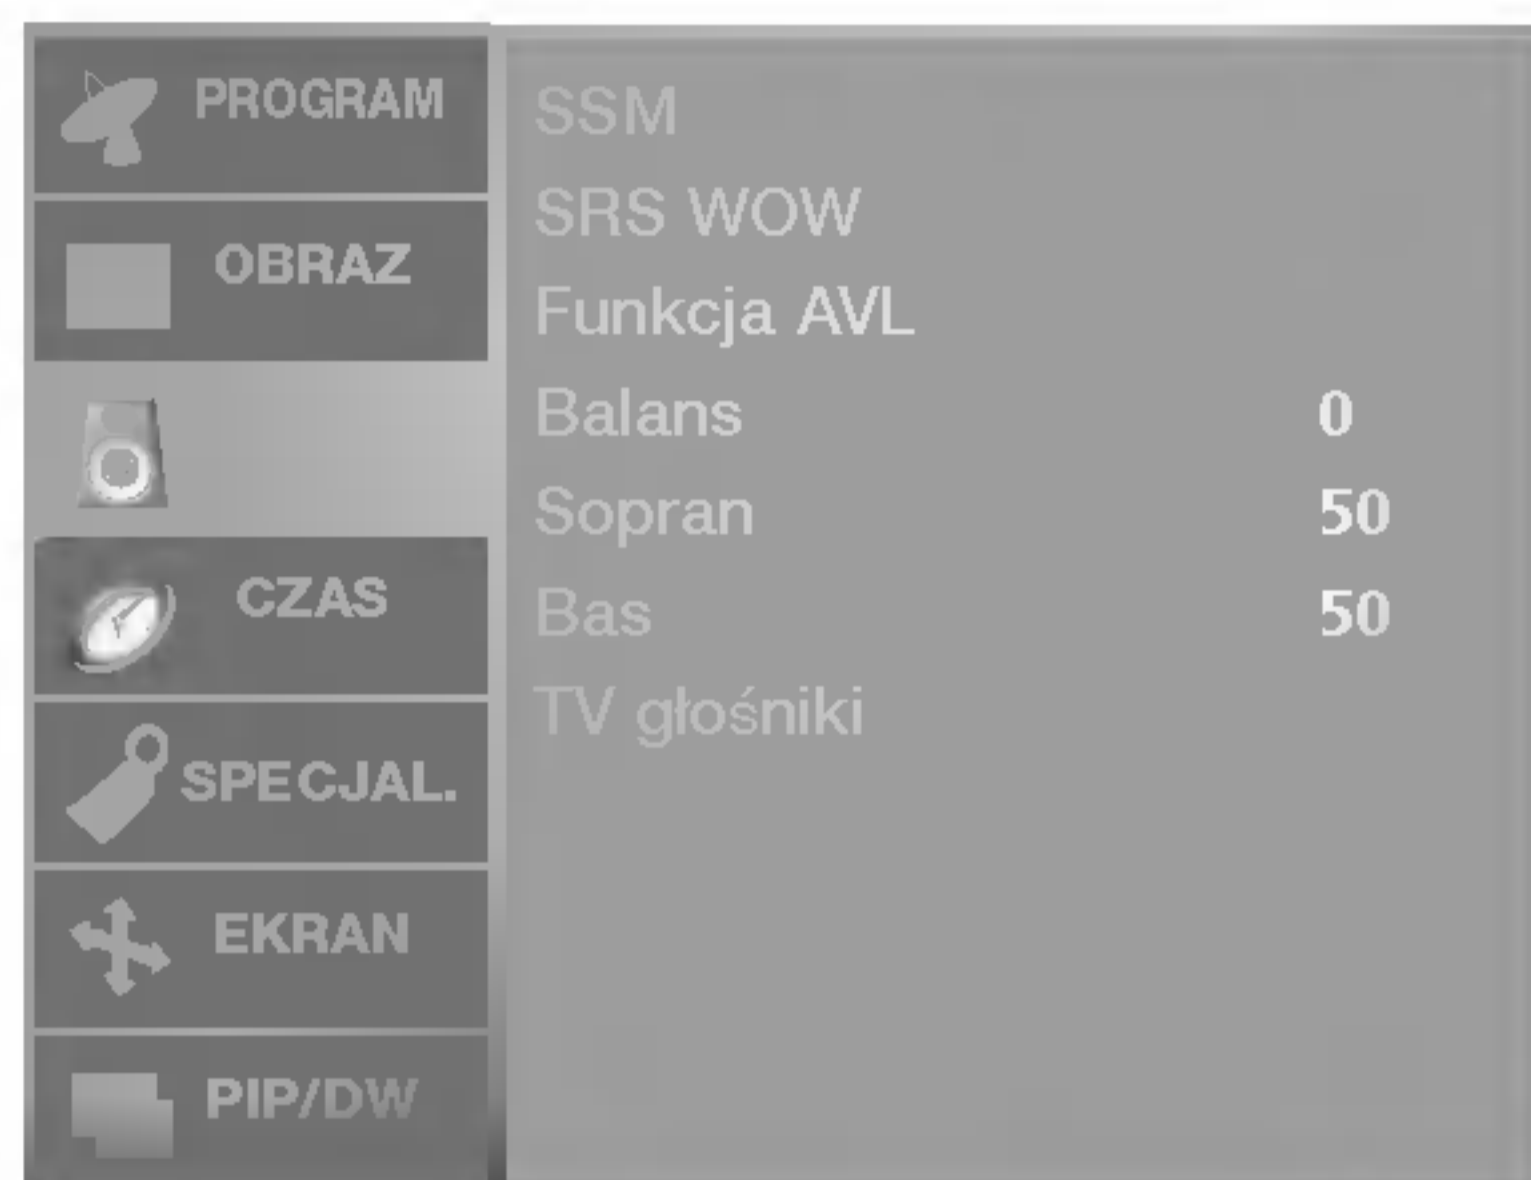 PROGRAM
OBRAZ
CZAS
SPECJAL.
EKRAN
PIP/DW
SSM
SRS WOW
Funkcja AVL
Balans 0
Sopran 50
Bas 50
TV głośniki